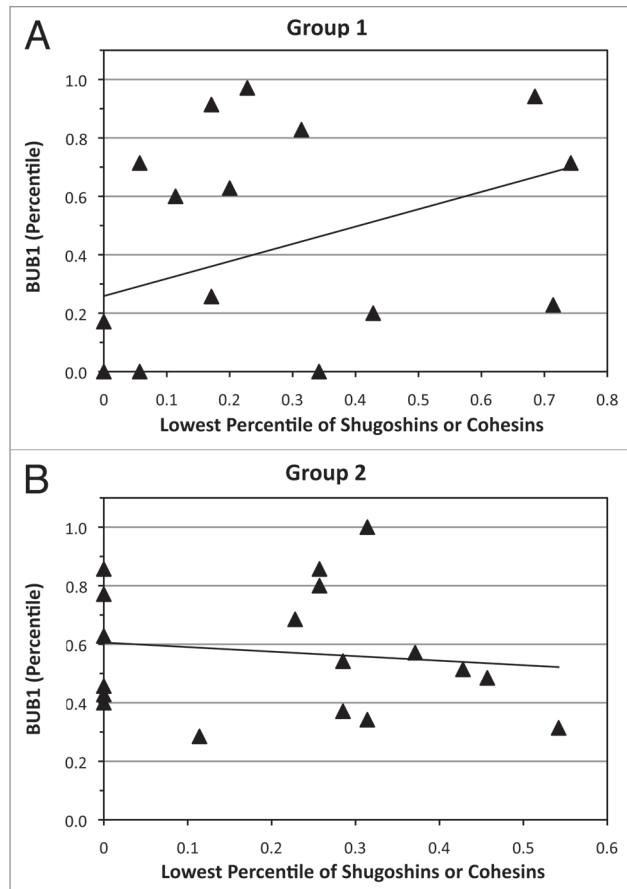 A
Group 1
BUB1 (Percentile)
1.0
0.8
0.6
0.4
0.2
0.0
0 0.1 0.2 0.3 0.4 0.5 0.6 0.7 0.8
Lowest Percentile of Shugoshins or Cohesins
B
Group 2
BUB1 (Percentile)
1.0
0.8
0.6
0.4
0.2
0.0
0 0.1 0.2 0.3 0.4 0.5 0.6
Lowest Percentile of Shugoshins or Cohesins